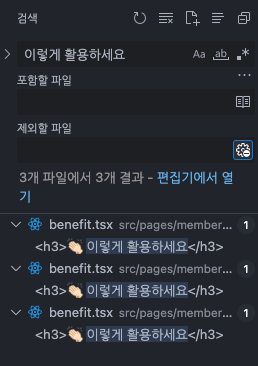 검색
이렇게 활용하세요 Aa ab .*
포함할 파일
제외할 파일
3개 파일에서 3개 결과 - 편집기에서 열
기
benefit.tsx src/pages/member... 1
<h3>👏🏻 이렇게 활용하세요</h3>
benefit.tsx src/pages/member... 1
<h3>👏🏻 이렇게 활용하세요</h3>
benefit.tsx src/pages/member... 1
<h3>👏🏻 이렇게 활용하세요</h3>